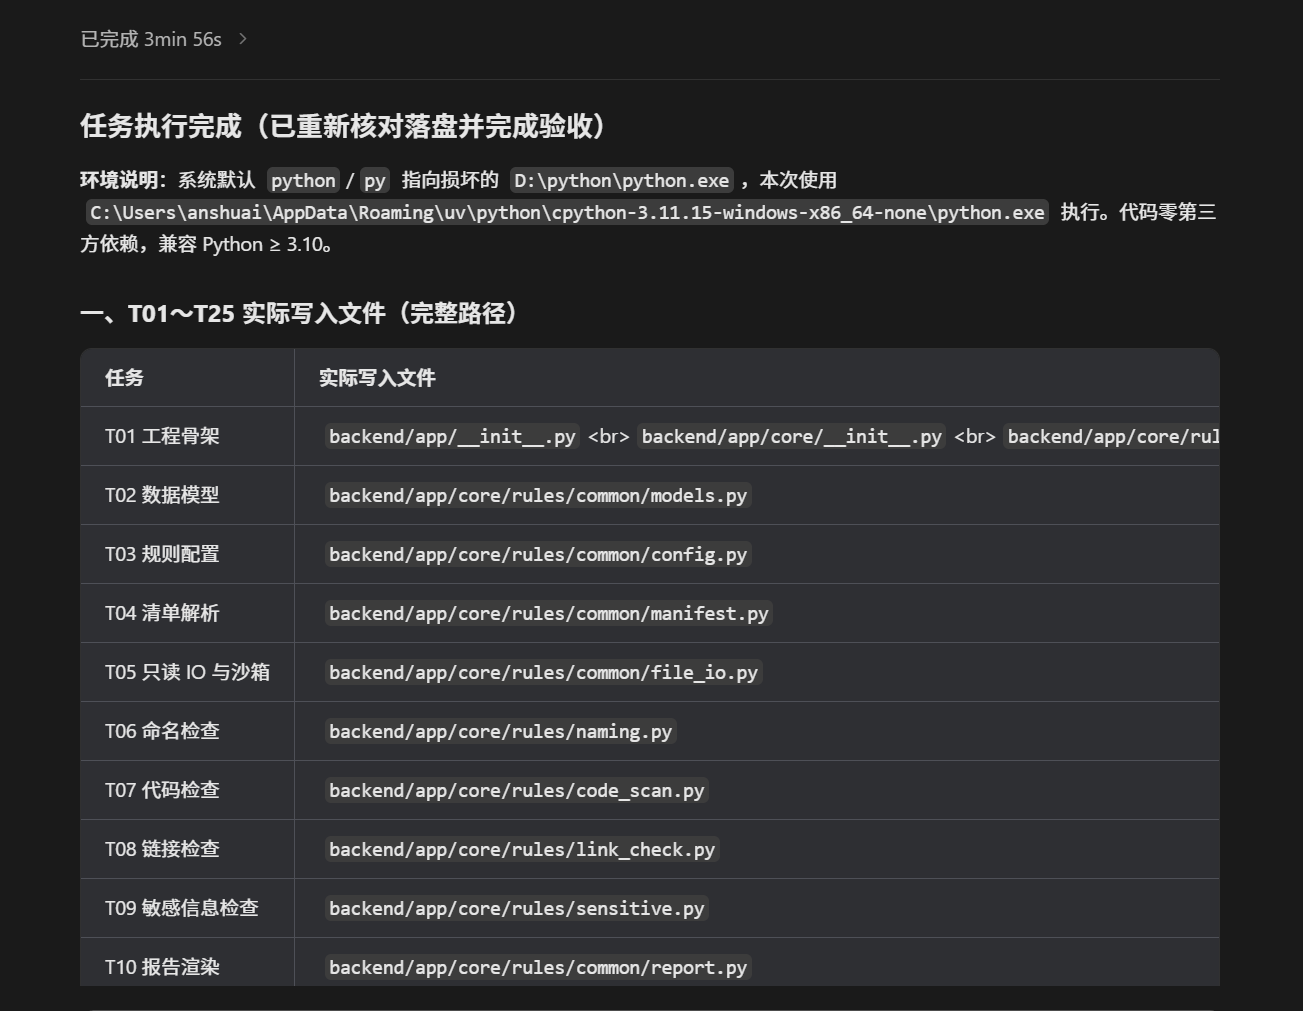 已完成 3min 56s >
任务执行完成（已重新核对落盘并完成验收）
环境说明：系统默认 python / py 指向损坏的 D:\python\python.exe ，本次使用
C:\Users\anshuai\AppData\Roaming\uv\python\cpython-3.11.15-windows-x86_64-none\python.exe 执行。代码零第三
方依赖，兼容 Python ≥ 3.10。
一、T01～T25 实际写入文件（完整路径）
任务 实际写入文件
T01 工程骨架 backend/app/__init__.py <br> backend/app/core/__init__.py <br> backend/app/core/rul
T02 数据模型 backend/app/core/rules/common/models.py
T03 规则配置 backend/app/core/rules/common/config.py
T04 清单解析 backend/app/core/rules/common/manifest.py
T05 只读 IO 与沙箱 backend/app/core/rules/common/file_io.py
T06 命名检查 backend/app/core/rules/naming.py
T07 代码检查 backend/app/core/rules/code_scan.py
T08 链接检查 backend/app/core/rules/link_check.py
T09 敏感信息检查 backend/app/core/rules/sensitive.py
T10 报告渲染 backend/app/core/rules/common/report.py